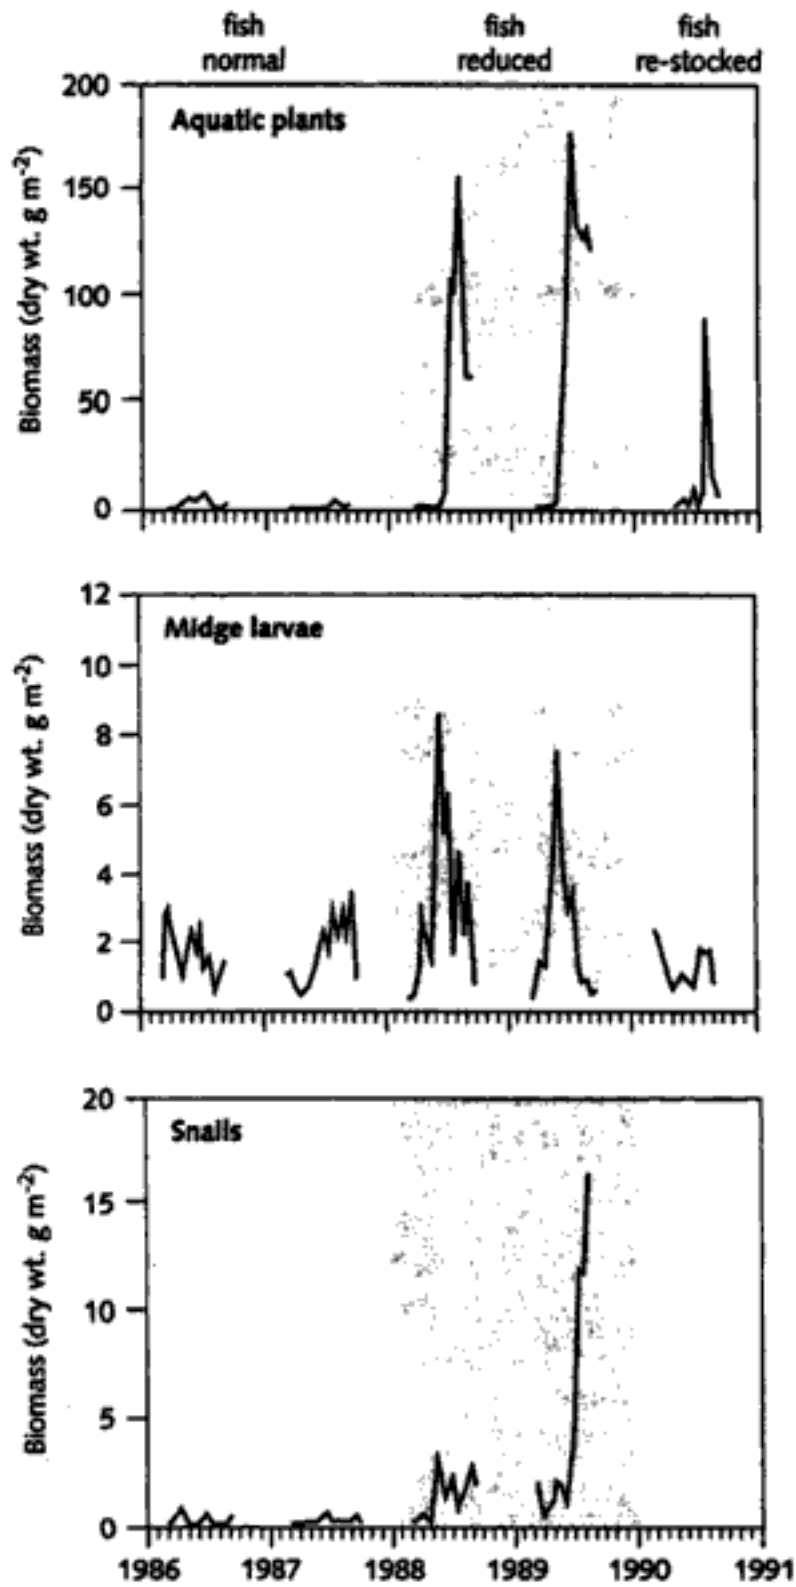 fish fish fish
normal reduced re-stocked
Aquatic plants
Biomass (dry wt. g m⁻²)
200
150
100
50
0
Midge larvae
Biomass (dry wt. g m⁻²)
12
10
8
6
4
2
0
Snails
Biomass (dry wt. g m⁻²)
20
15
10
5
0
1986 1987 1988 1989 1990 1991